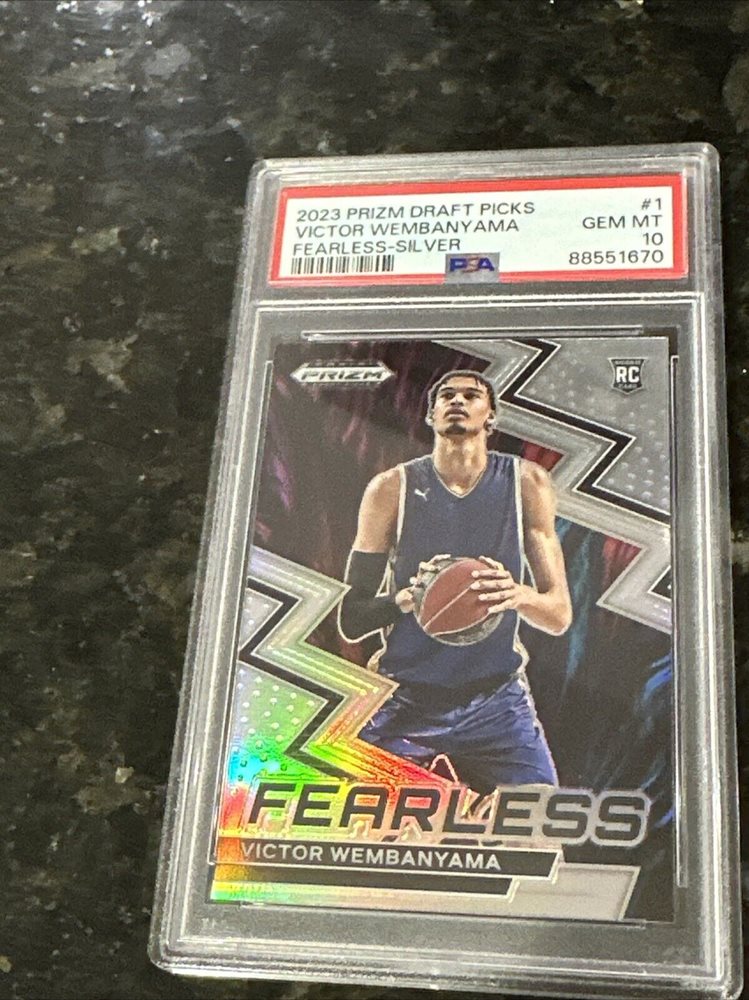 2023 PRIZM DRAFT PICKS #1
VICTOR WEMBANYAMA GEM MT
FEARLESS-SILVER 10
PSA 88551670
PRIZM
RC
FEARLESS
VICTOR WEMBANYAMA